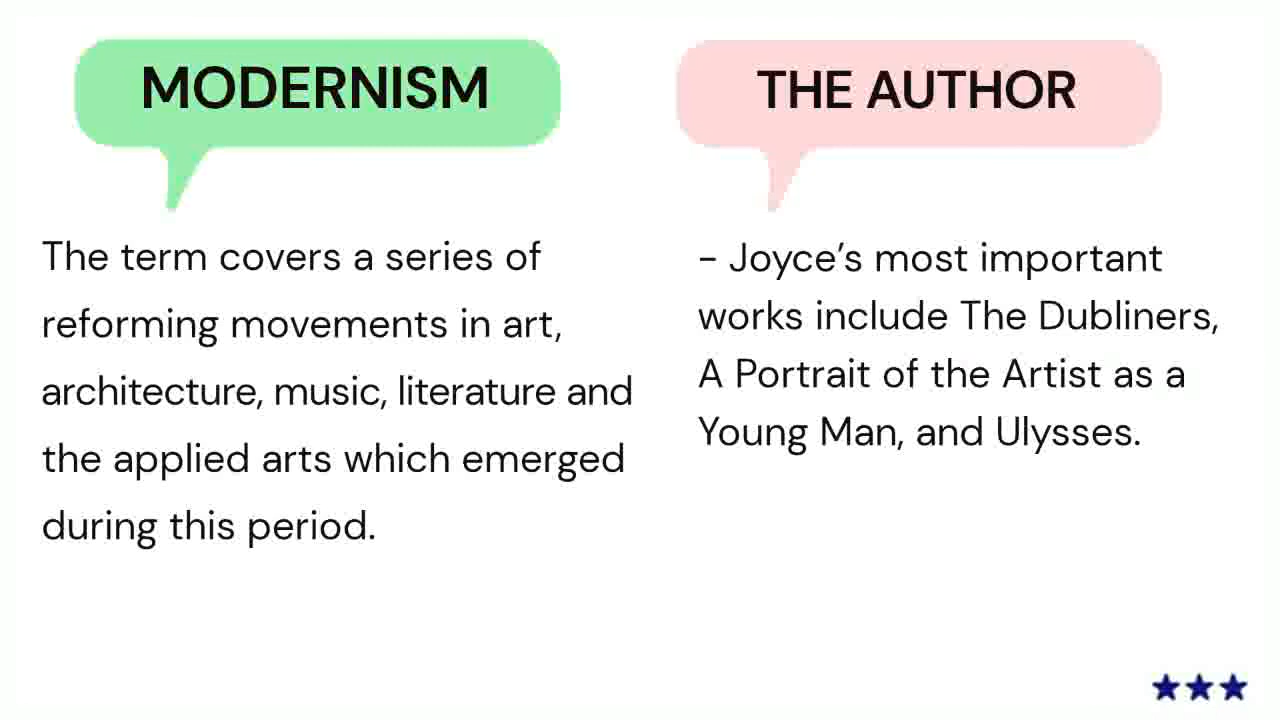 MODERNISM
The term covers a series of
reforming movements in art,
architecture, music, literature and
the applied arts which emerged
during this period.
THE AUTHOR
- Joyce’s most important
works include The Dubliners,
A Portrait of the Artist as a
Young Man, and Ulysses.